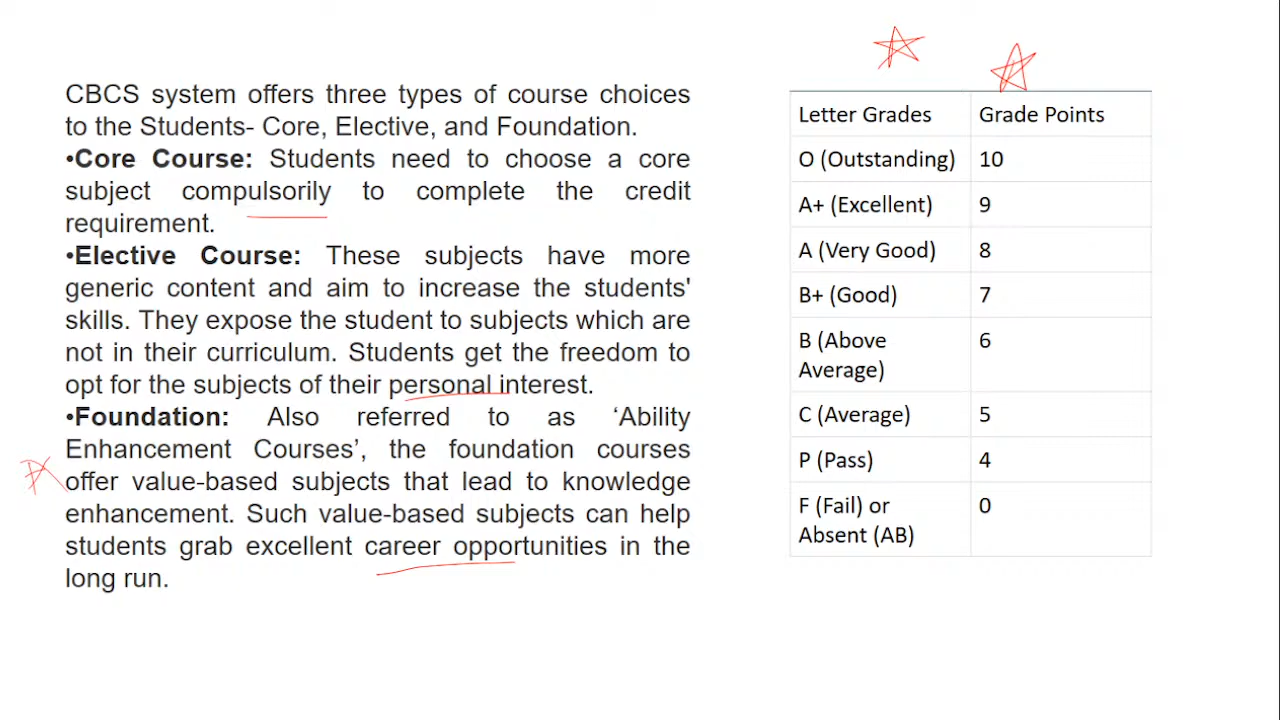 CBCS system offers three types of course choices
to the Students- Core, Elective, and Foundation.
•Core Course: Students need to choose a core
subject compulsorily to complete the credit
requirement.
•Elective Course: These subjects have more
generic content and aim to increase the students'
skills. They expose the student to subjects which are
not in their curriculum. Students get the freedom to
opt for the subjects of their personal interest.
•Foundation: Also referred to as ‘Ability
Enhancement Courses’, the foundation courses
offer value-based subjects that lead to knowledge
enhancement. Such value-based subjects can help
students grab excellent career opportunities in the
long run.
Letter Grades Grade Points
O (Outstanding) 10
A+ (Excellent) 9
A (Very Good) 8
B+ (Good) 7
B (Above 6
Average)
C (Average) 5
P (Pass) 4
F (Fail) or 0
Absent (AB)